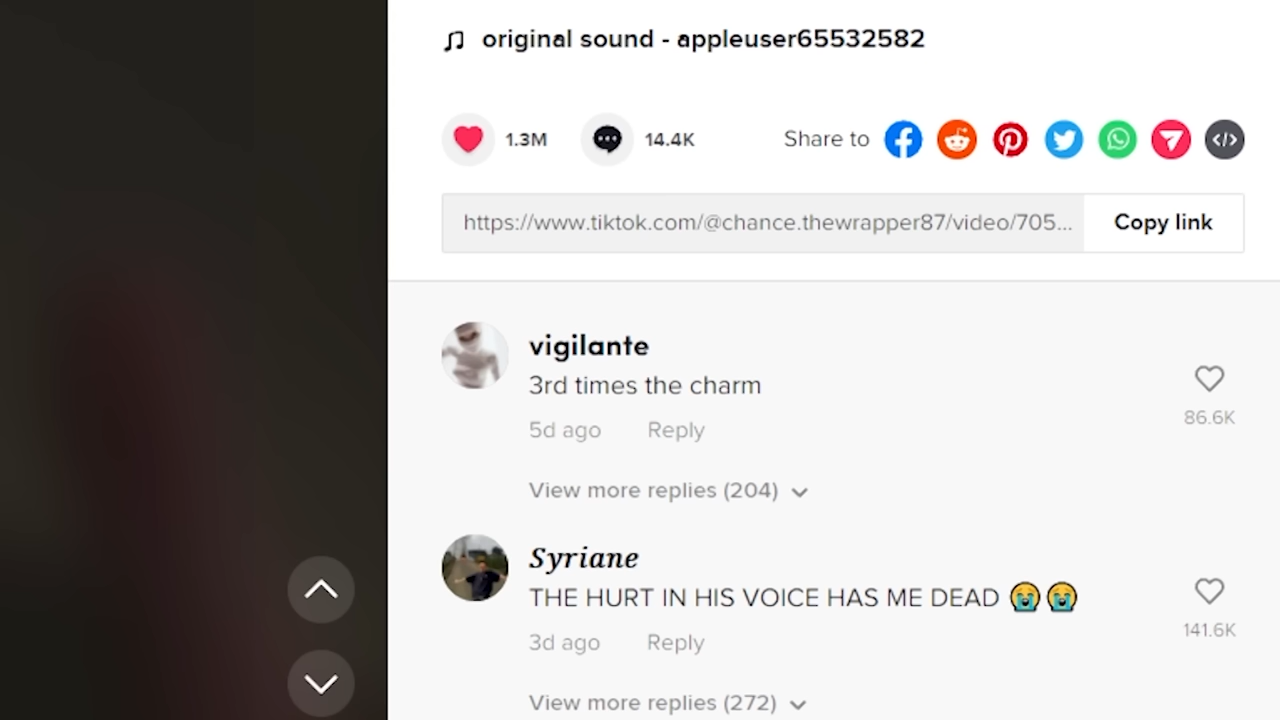 original sound - appleuser65532582
1.3M 14.4K Share to
https://www.tiktok.com/@chance.thewrapper87/video/705... Copy link
vigilante
3rd times the charm
86.6K
5d ago Reply
View more replies (204)
Syriane
THE HURT IN HIS VOICE HAS ME DEAD 😭😭
141.6K
3d ago Reply
View more replies (272)